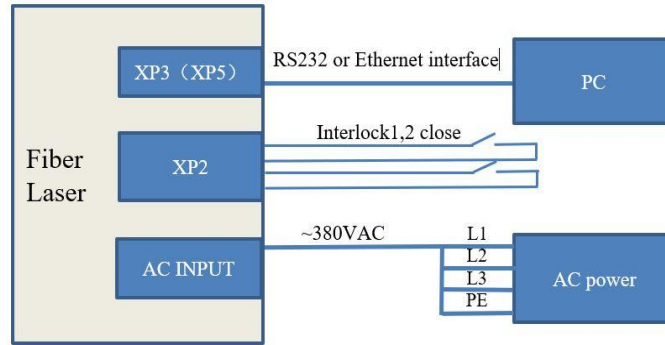 XP3（XP5）
RS232 or Ethernet interface
PC
Interlock1,2 close
Fiber
Laser
XP2
~380VAC
L1
L2
L3
PE
AC INPUT
AC power